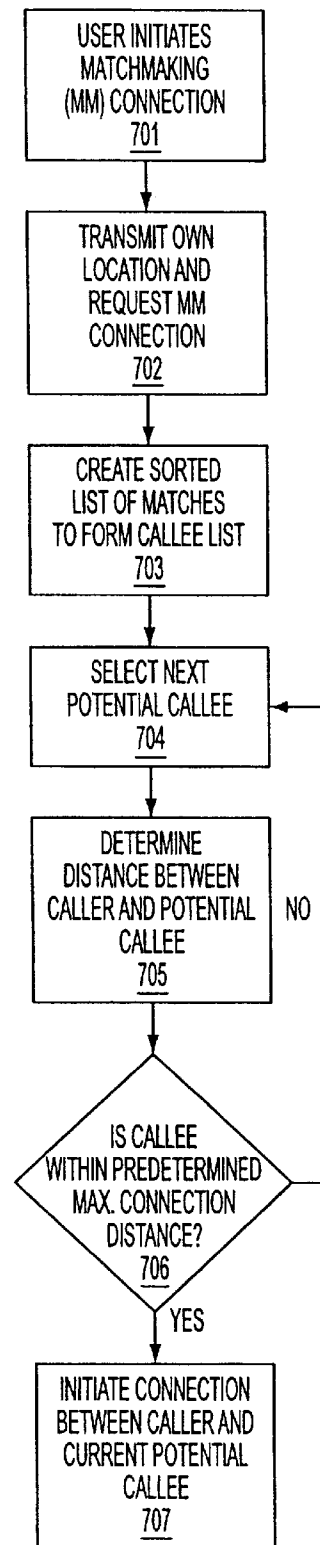 USER INITIATES
MATCHMAKING
(MM) CONNECTION
701
TRANSMIT OWN
LOCATION AND
REQUEST MM
CONNECTION
702
CREATE SORTED
LIST OF MATCHES
TO FORM CALLEE LIST
703
SELECT NEXT
POTENTIAL CALLEE
704
DETERMINE
DISTANCE BETWEEN
CALLER AND POTENTIAL
CALLEE
705
NO
IS CALLEE
WITHIN PREDETERMINED
MAX. CONNECTION
DISTANCE?
706
YES
INITIATE CONNECTION
BETWEEN CALLER AND
CURRENT POTENTIAL
CALLEE
707